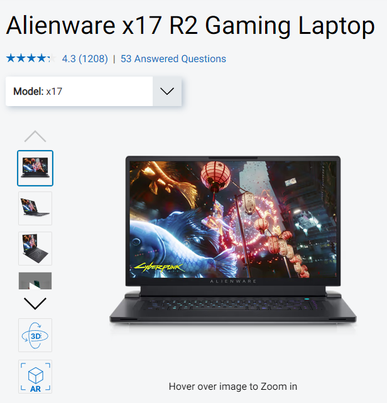 Alienware x17 R2 Gaming Laptop
4.3 (1208) | 53 Answered Questions
Model: x17
Cyberpunk
ALIENWARE
3D
AR
Hover over image to Zoom in